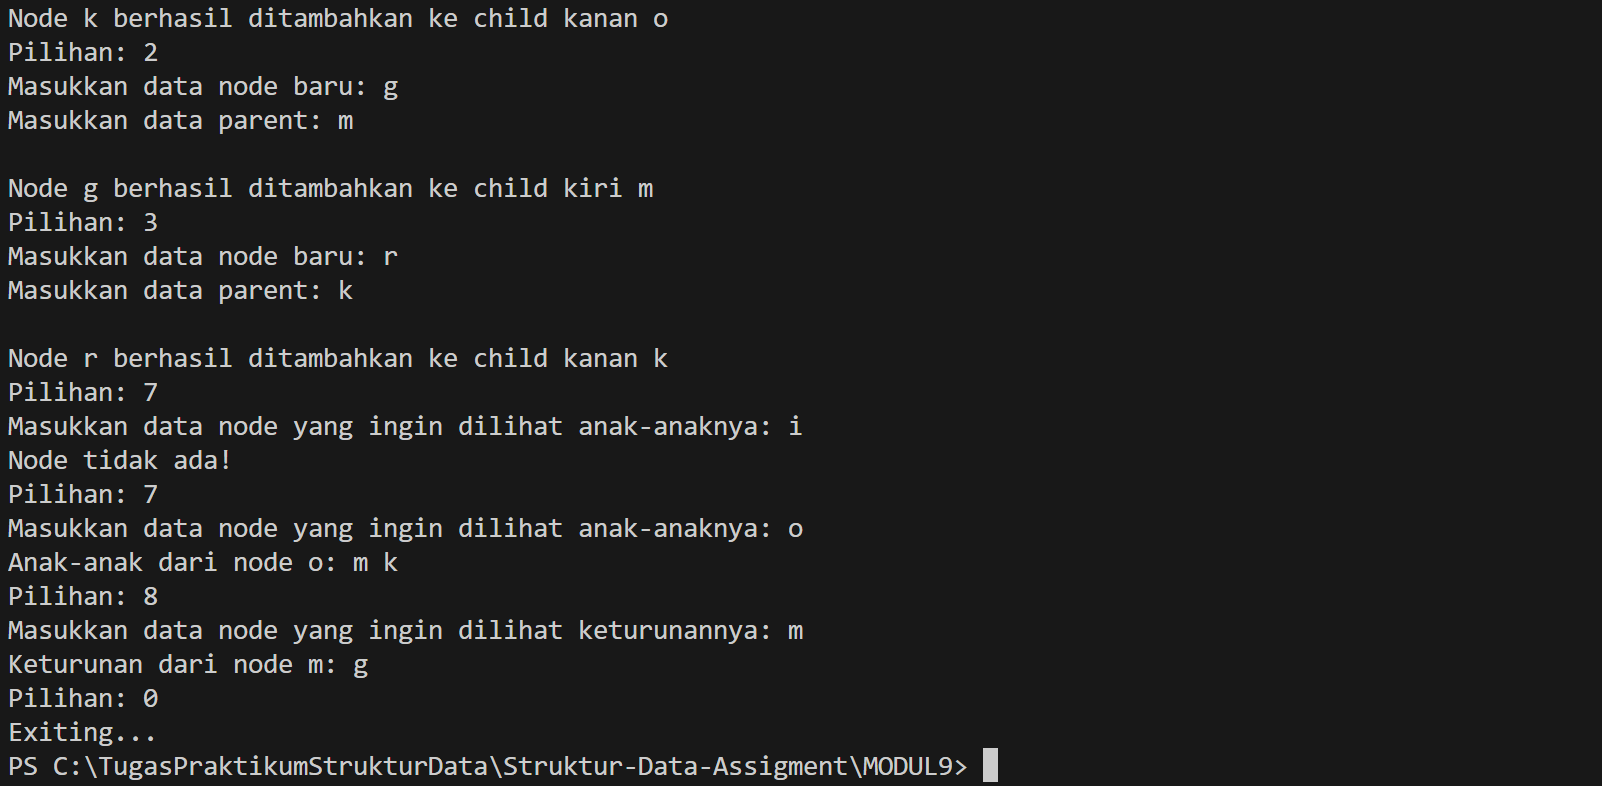 Node k berhasil ditambahkan ke child kanan o
Pilihan: 2
Masukkan data node baru: g
Masukkan data parent: m
Node g berhasil ditambahkan ke child kiri m
Pilihan: 3
Masukkan data node baru: r
Masukkan data parent: k
Node r berhasil ditambahkan ke child kanan k
Pilihan: 7
Masukkan data node yang ingin dilihat anak-anaknya: i
Node tidak ada!
Pilihan: 7
Masukkan data node yang ingin dilihat anak-anaknya: o
Anak-anak dari node o: m k
Pilihan: 8
Masukkan data node yang ingin dilihat keturunannya: m
Keturunan dari node m: g
Pilihan: 0
Exiting...
PS C:\TugasPraktikumStrukturData\Struktur-Data-Assigment\MODUL9>